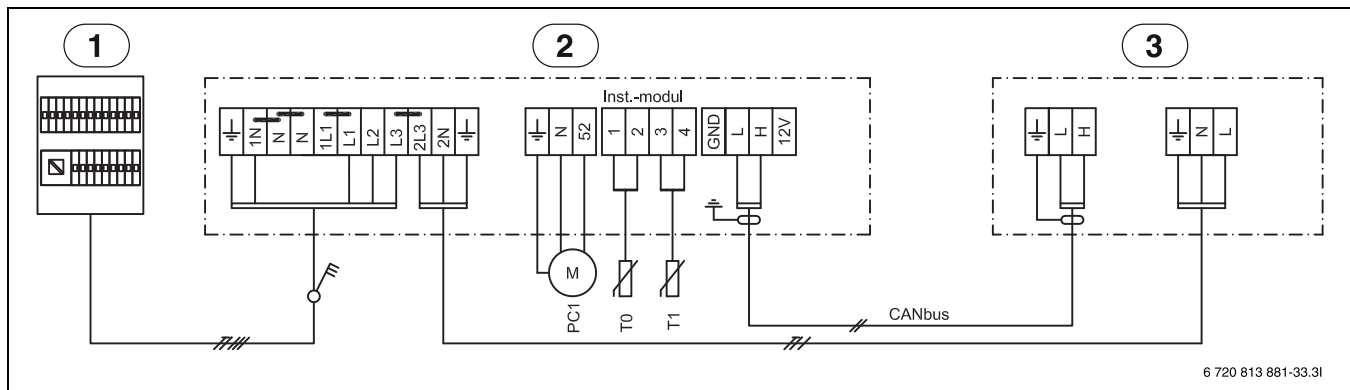 1
2
3
Inst.-modul
1N
N
N
1L1
L1
L2
L3
2L3
2N
N
52
1
2
3
4
GND
L
H
12V
L
H
N
L
M
PC1
T0
T1
CANbus
6 720 813 881-33.3I